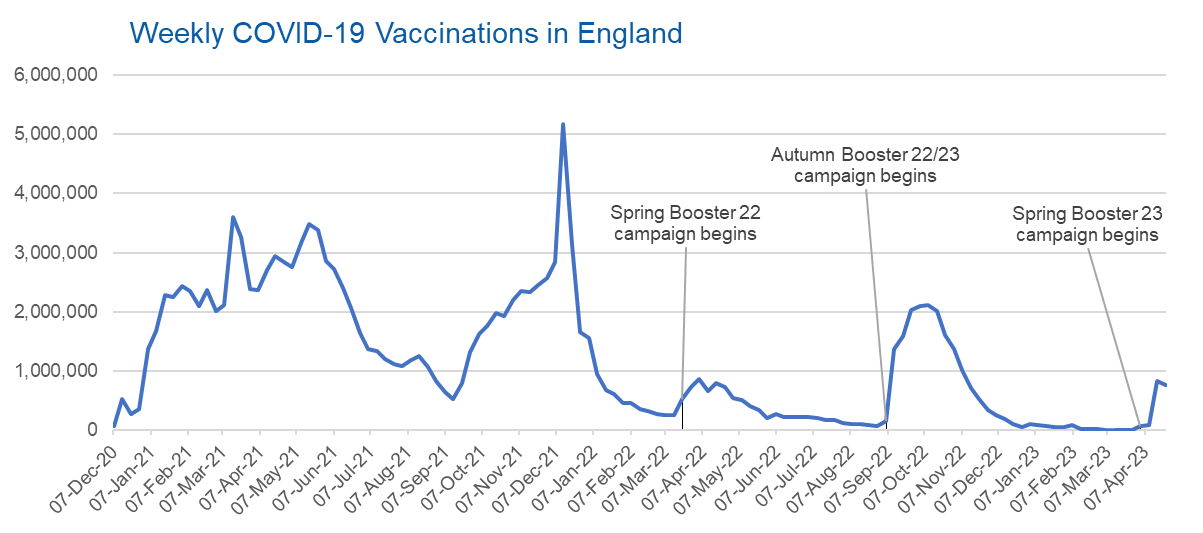 Weekly COVID-19 Vaccinations in England
6,000,000
5,000,000
4,000,000
3,000,000
2,000,000
1,000,000
0
Autumn Booster 22/23
campaign begins
Spring Booster 22
campaign begins
Spring Booster 23
campaign begins
07-Dec-20
07-Jan-21
07-Feb-21
07-Mar-21
07-Apr-21
07-May-21
07-Jun-21
07-Jul-21
07-Aug-21
07-Sep-21
07-Oct-21
07-Nov-21
07-Dec-21
07-Jan-22
07-Feb-22
07-Mar-22
07-Apr-22
07-May-22
07-Jun-22
07-Jul-22
07-Aug-22
07-Sep-22
07-Oct-22
07-Nov-22
07-Dec-22
07-Jan-23
07-Feb-23
07-Mar-23
07-Apr-23